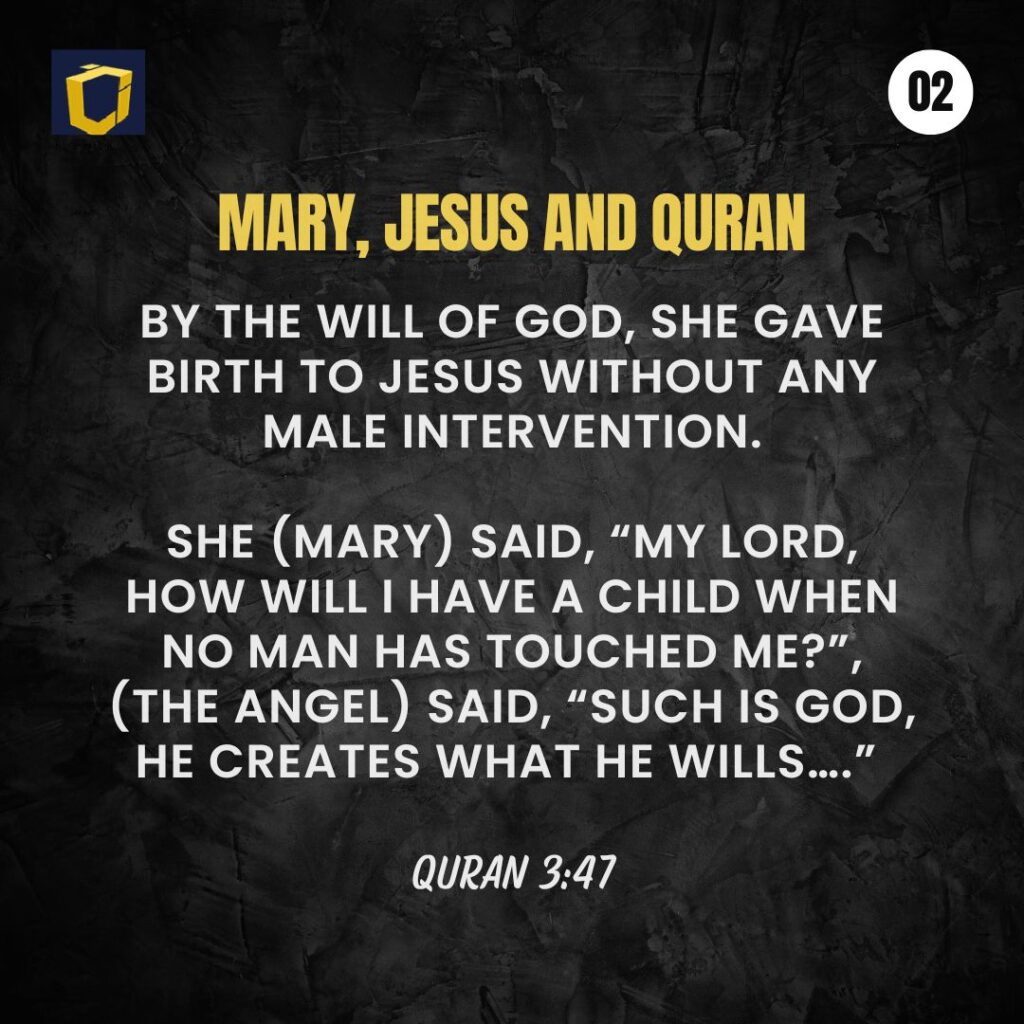 02
MARY, JESUS AND QURAN
BY THE WILL OF GOD, SHE GAVE
BIRTH TO JESUS WITHOUT ANY
MALE INTERVENTION.
SHE (MARY) SAID, “MY LORD,
HOW WILL I HAVE A CHILD WHEN
NO MAN HAS TOUCHED ME?”,
(THE ANGEL) SAID, “SUCH IS GOD,
HE CREATES WHAT HE WILLS….”
QURAN 3:47